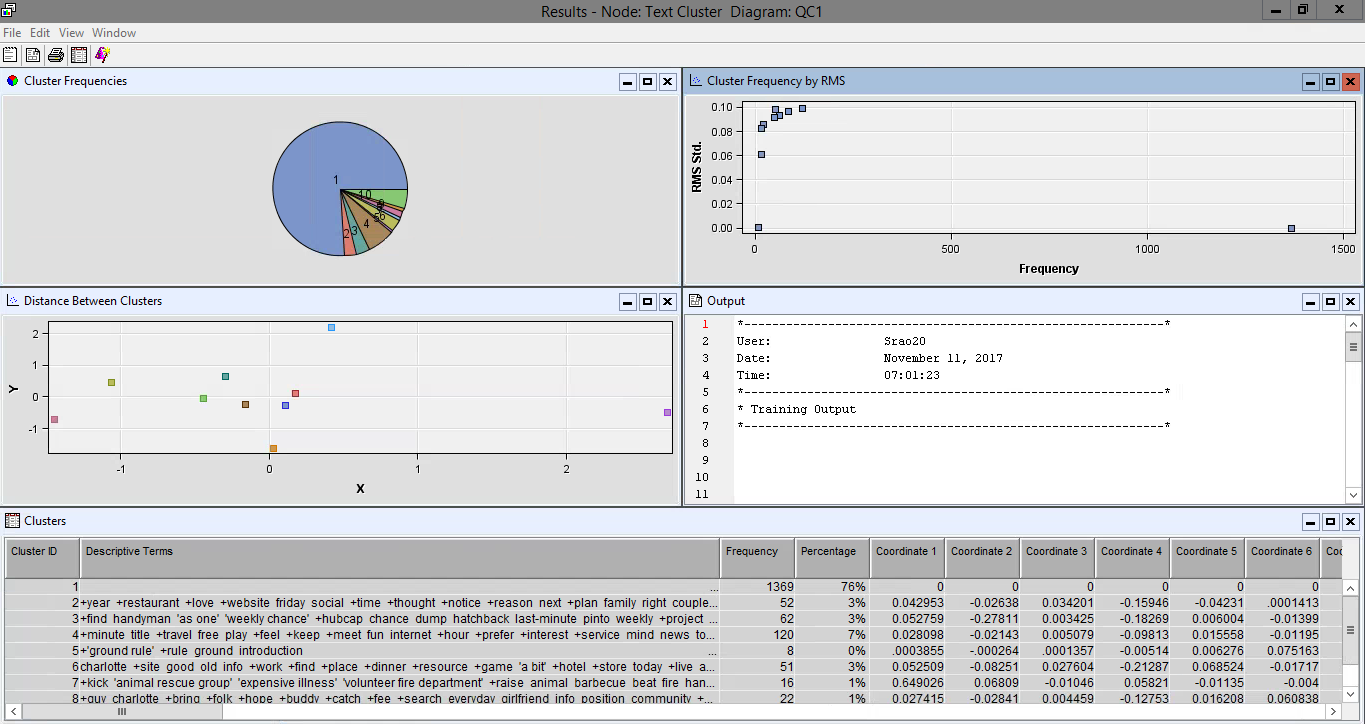 Results - Node: Text Cluster Diagram: QC1
File Edit View Window
Cluster Frequencies
1
10
2
3
4
5
6
Cluster Frequency by RMS
RMS Std.
0.10
0.08
0.06
0.04
0.02
0.00
0 500 1000 1500
Frequency
Distance Between Clusters
Y
2
1
0
-1
-1 0 1 2
X
Output
1 *------------------------------------------------------------*
2 User: Srao20
3 Date: November 11, 2017
4 Time: 07:01:23
5 *------------------------------------------------------------*
6 * Training Output
7 *------------------------------------------------------------*
8
9
10
11
Clusters
Cluster ID Descriptive Terms Frequency Percentage Coordinate 1 Coordinate 2 Coordinate 3 Coordinate 4 Coordinate 5 Coordinate 6 Coo
1 ... 1369 76% 0 0 0 0 0 0
2 +year +restaurant +love +website friday social +time +thought +notice +reason next +plan family right couple... 52 3% 0.042953 -0.02638 0.034201 -0.15946 -0.04231 .0001413
3 +find handyman 'as one' 'weekly chance' +hubcap chance dump hatchback last-minute pinto weekly +project ... 62 3% 0.052759 -0.27811 0.003425 -0.18269 0.006004 -0.01399
4 +minute title +travel free play +feel +keep +meet fun internet +hour +prefer +interest +service mind news to... 120 7% 0.028098 -0.02143 0.005079 -0.09813 0.015558 -0.01195
5 +'ground rule' +rule ground introduction ... 8 0% .0003855 -.000264 .0001357 -0.00514 0.006276 0.075163
6 charlotte +site good old info +work +find +place +dinner +resource +game 'a bit' +hotel +store today +live a... 51 3% 0.052509 -0.08251 0.027604 -0.21287 0.068524 -0.01717
7 +kick 'animal rescue group' 'expensive illness' 'volunteer fire department' +raise animal barbecue beat fire han... 16 1% 0.649026 0.06809 -0.01046 0.05821 -0.01135 -0.004
8 +guy charlotte +bring +folk +hope +buddy +catch +fee +search everyday girlfriend info position community +... 22 1% 0.027415 -0.02841 0.004459 -0.12753 0.016208 0.060838